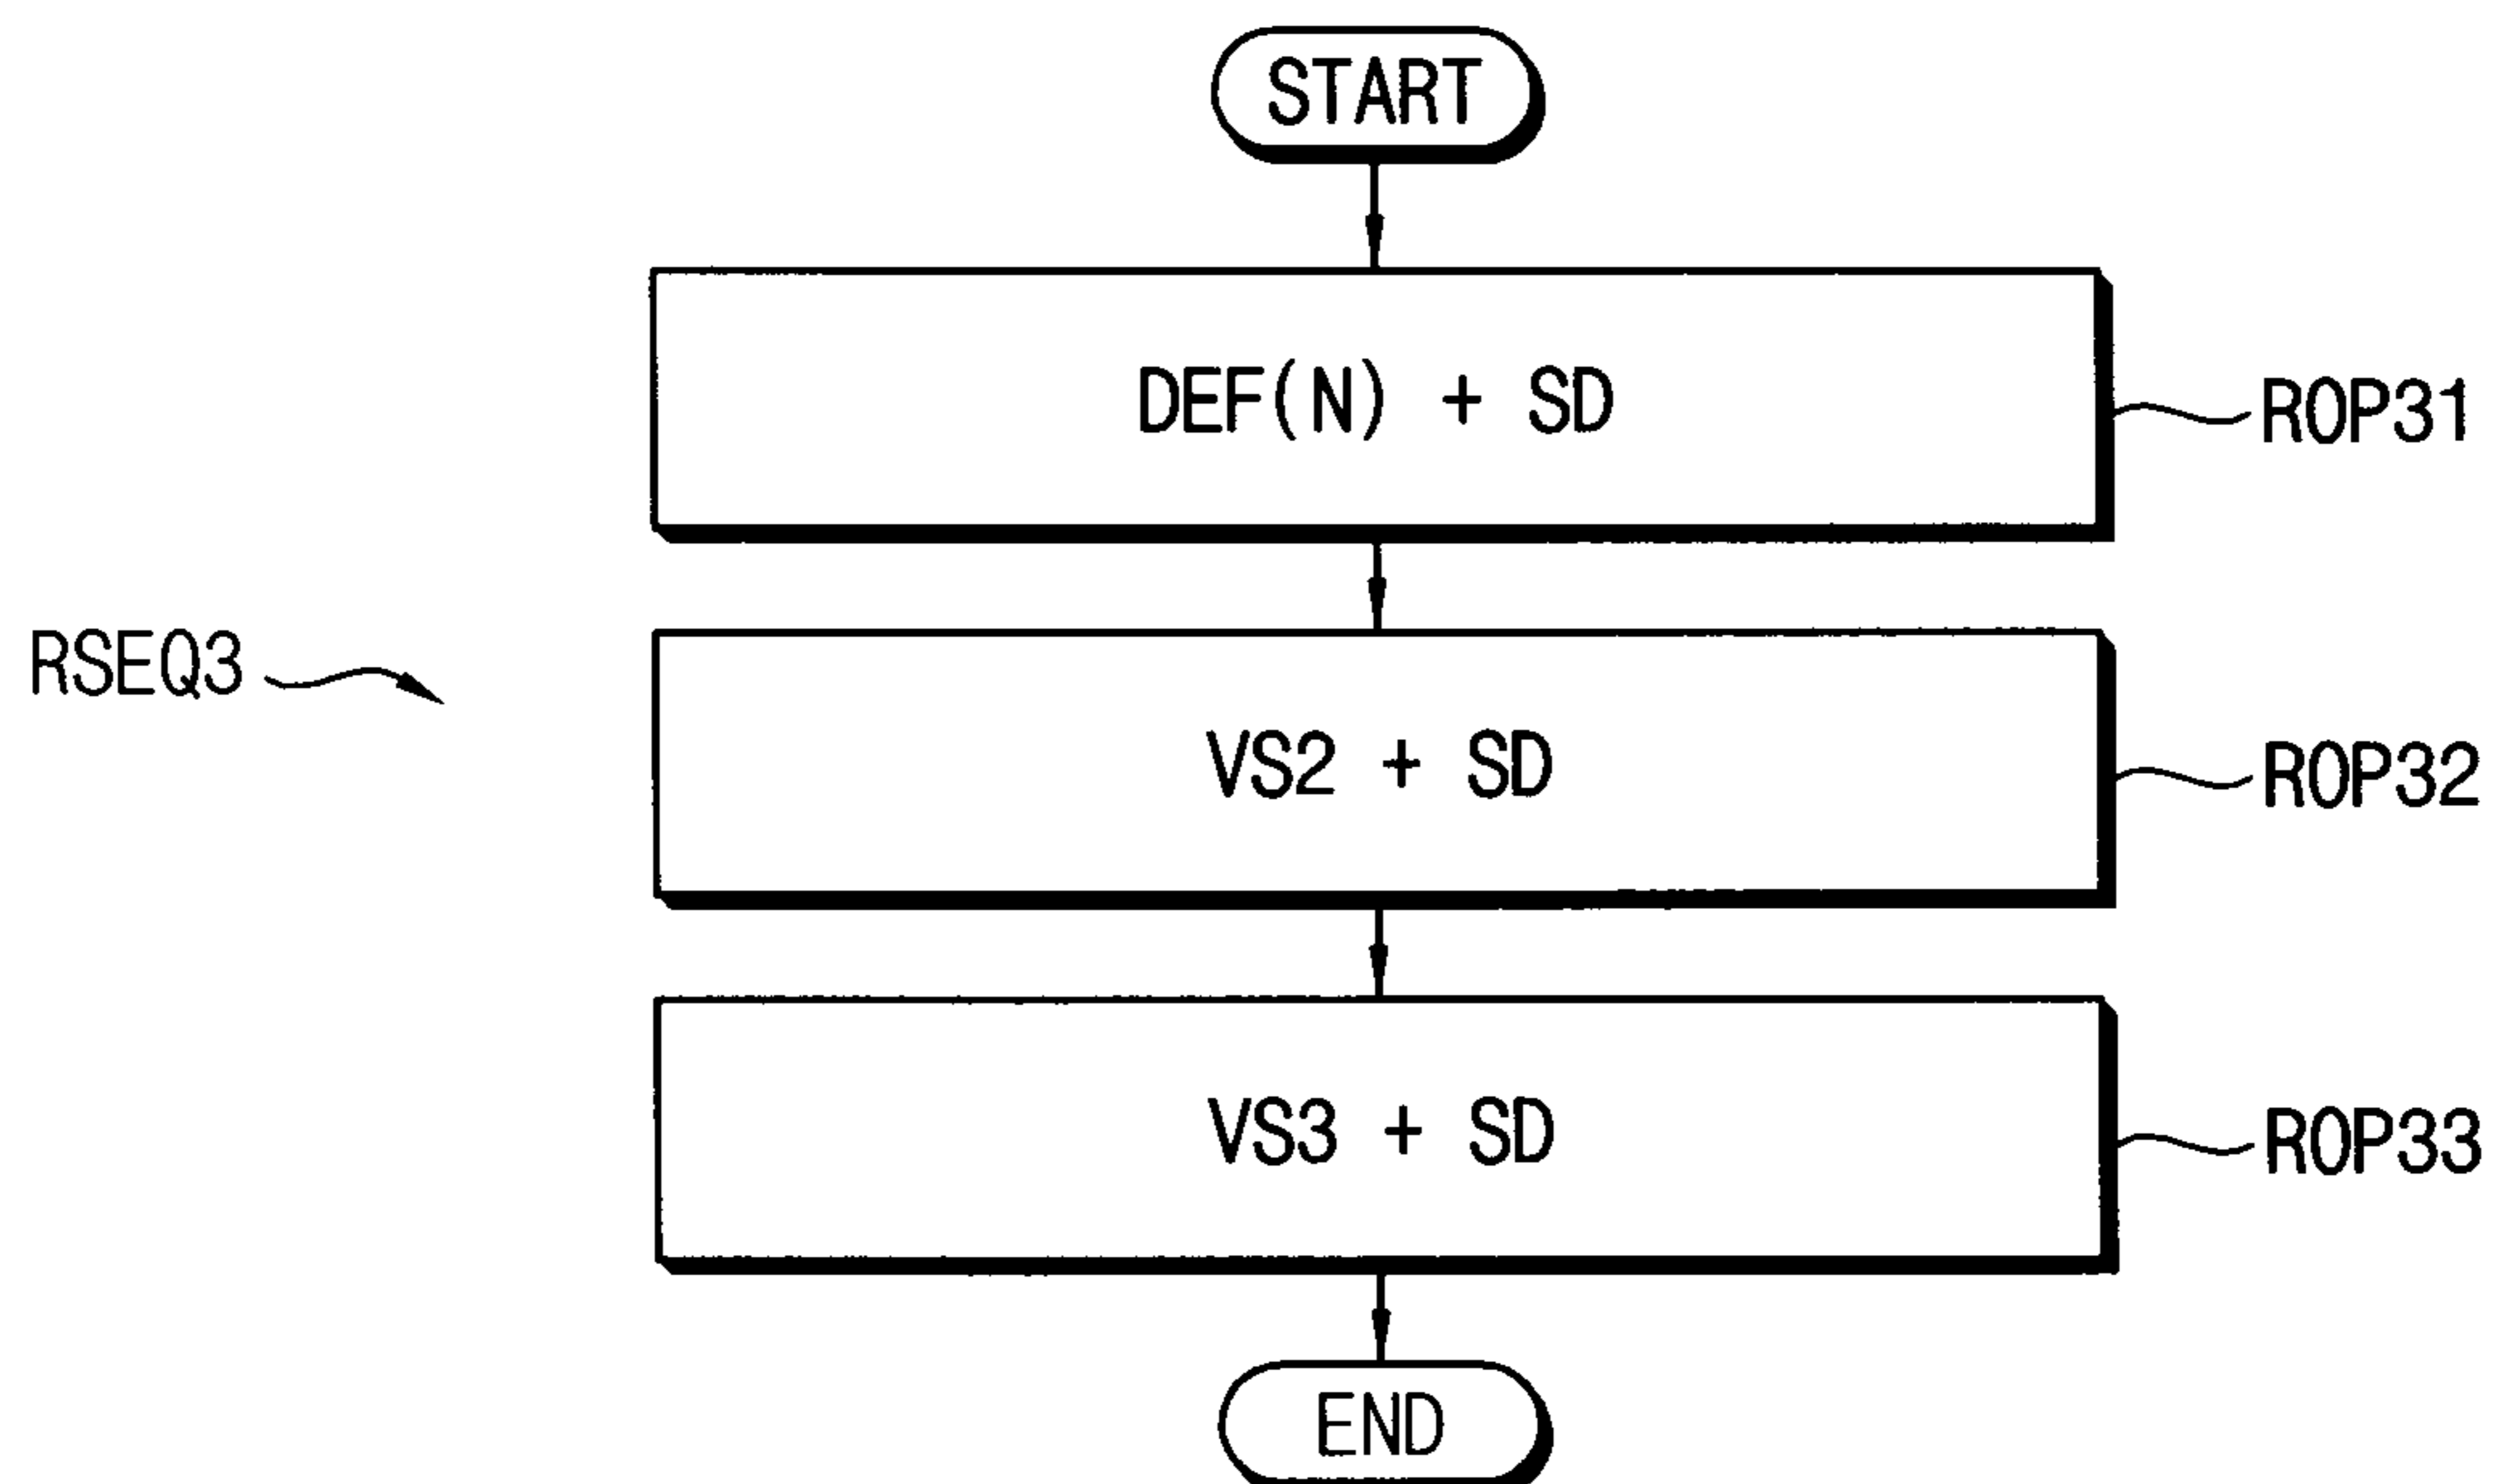 START
DEF(N) + SD
ROP31
RSEQ3
VS2 + SD
ROP32
VS3 + SD
ROP33
END